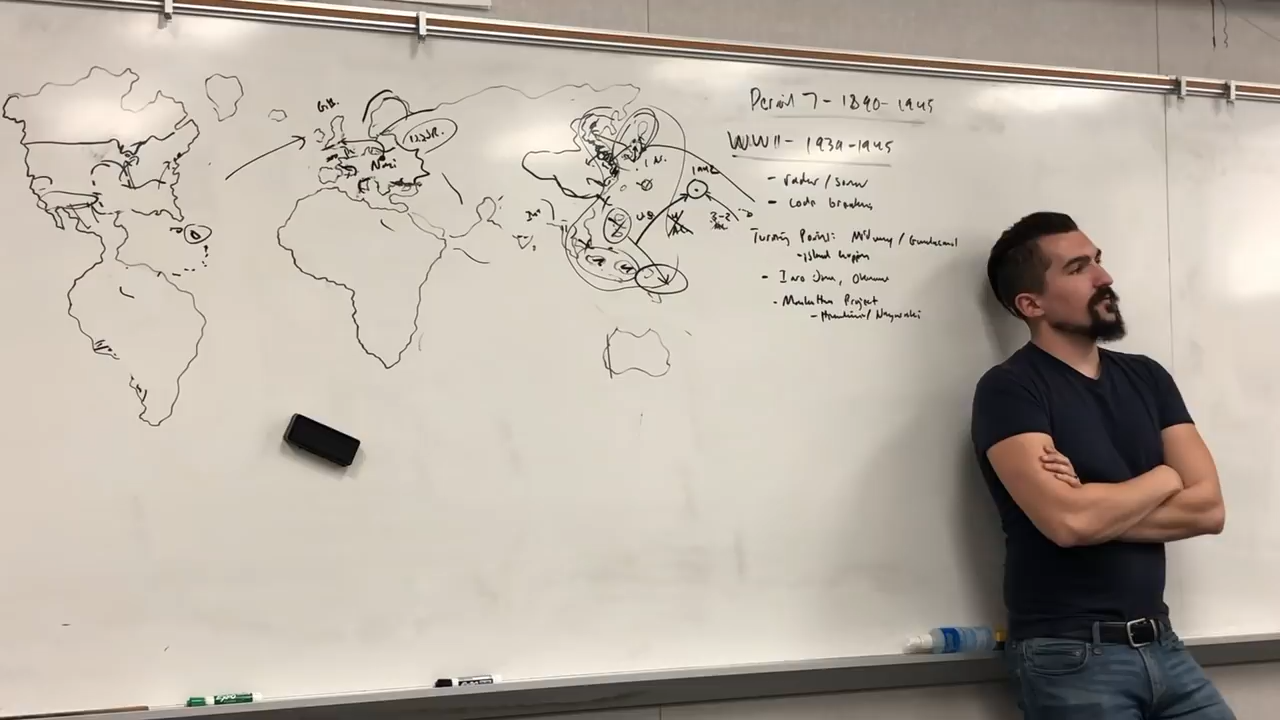 G.B.
U.S.S.R.
Nazi
Period 7 - 1890-1945
WWII - 1939-1945
- radar / sonar
- code breaking
Turning Points: Midway / Guadalcanal
- island hopping
- Iwo Jima, Okinawa
- Manhattan Project
- Hiroshima / Nagasaki
EXPO